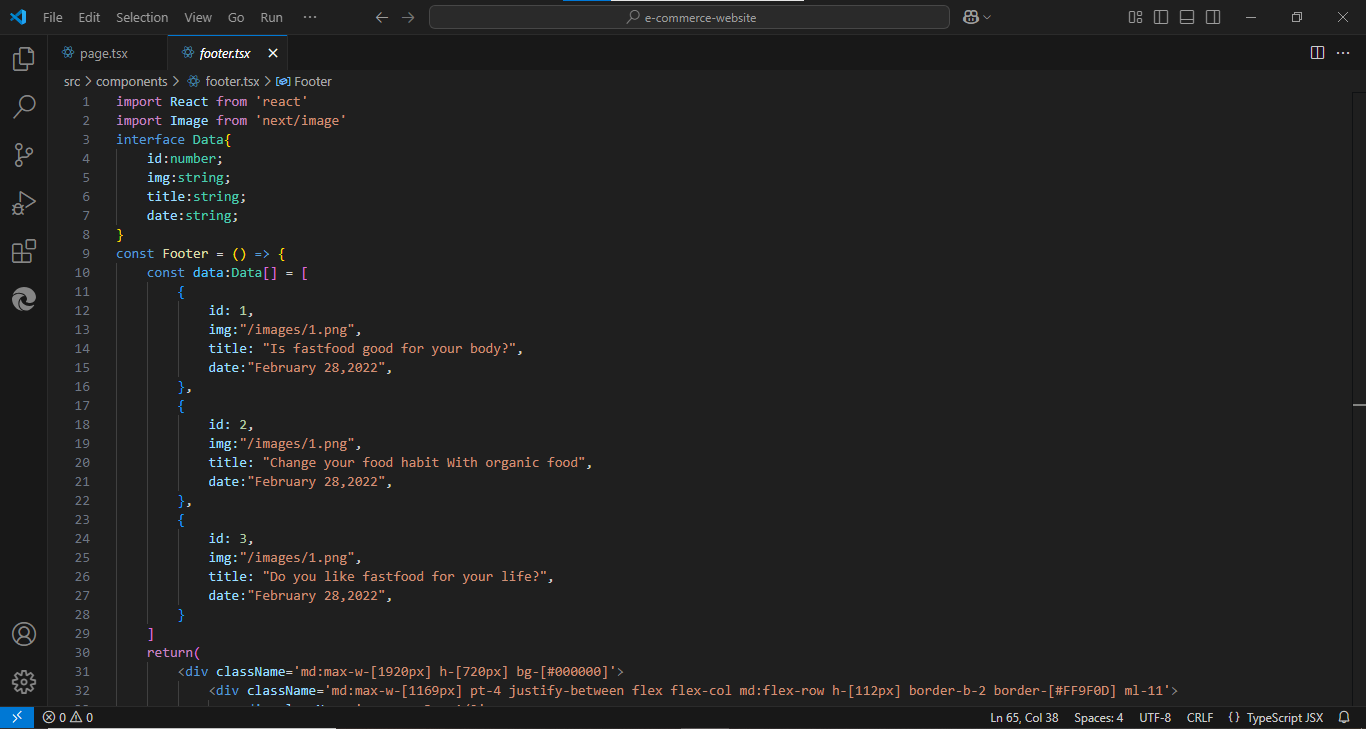 File Edit Selection View Go Run ··· e-commerce-website
page.tsx footer.tsx
src > components > footer.tsx > Footer
1 import React from 'react'
2 import Image from 'next/image'
3 interface Data{
4 id:number;
5 img:string;
6 title:string;
7 date:string;
8 }
9 const Footer = () => {
10 const data:Data[] = [
11 {
12 id: 1,
13 img:"/images/1.png",
14 title: "Is fastfood good for your body?",
15 date:"February 28,2022",
16 },
17 {
18 id: 2,
19 img:"/images/1.png",
20 title: "Change your food habit With organic food",
21 date:"February 28,2022",
22 },
23 {
24 id: 3,
25 img:"/images/1.png",
26 title: "Do you like fastfood for your life?",
27 date:"February 28,2022",
28 }
29 ]
30 return(
31 <div className='md:max-w-[1920px] h-[720px] bg-[#000000]'>
32 <div className='md:max-w-[1169px] pt-4 justify-between flex flex-col md:flex-row h-[112px] border-b-2 border-[#FF9F0D] ml-11'>
0 0 Ln 65, Col 38 Spaces: 4 UTF-8 CRLF {} TypeScript JSX